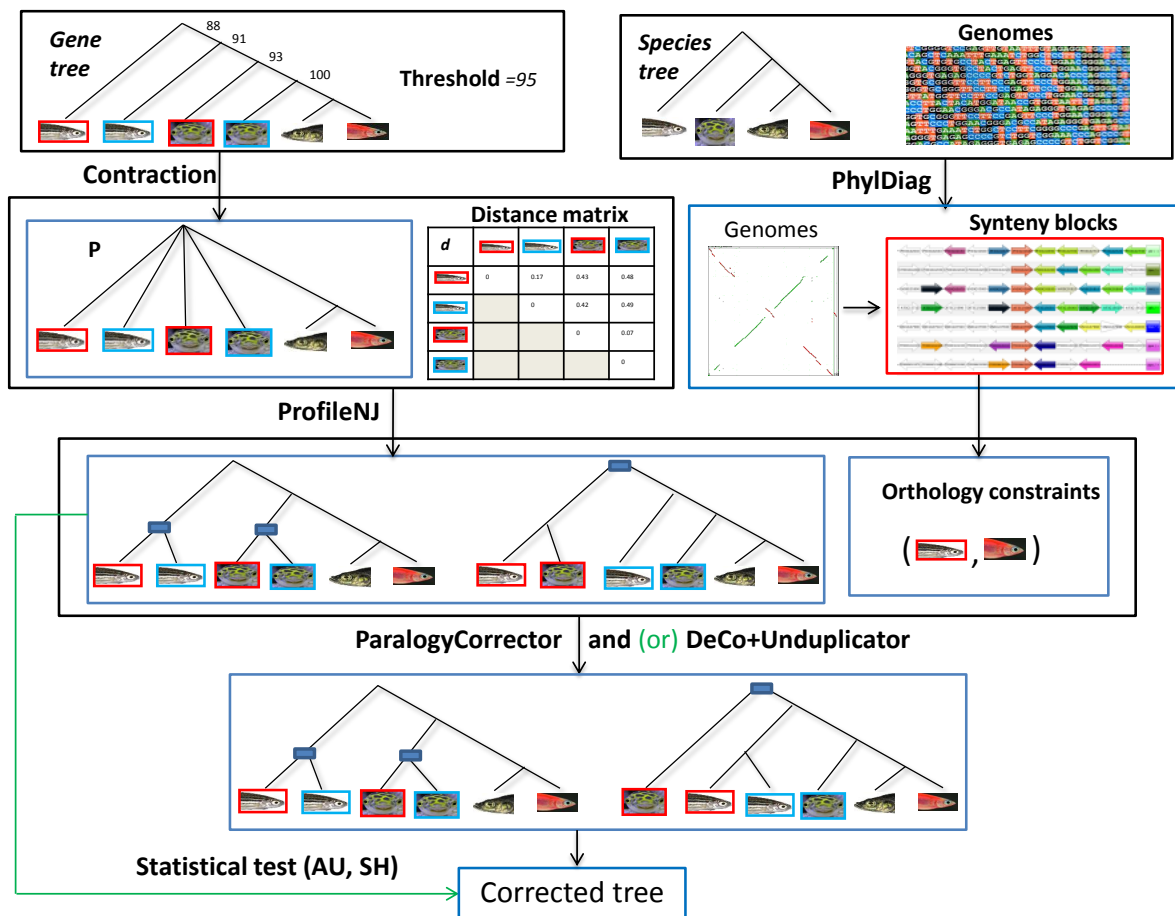 Gene
tree
88
91
93
100
Threshold =95
Species
tree
Genomes
Contraction
PhylDiag
P
Distance matrix
d
0 0.17 0.43 0.48
0 0.42 0.49
0 0.07
0
Genomes
Synteny blocks
ProfileNJ
Orthology constraints
( , )
ParalogyCorrector and (or) DeCo+Unduplicator
Statistical test (AU, SH)
Corrected tree